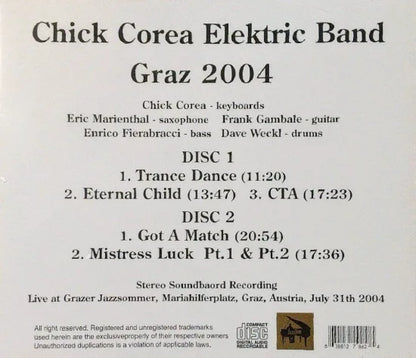 Chick Corea Elektric Band
Graz 2004
Chick Corea - keyboards
Eric Marienthal - saxophone Frank Gambale - guitar
Enrico Fierabracci - bass Dave Weckl - drums
DISC 1
1. Trance Dance (11:20)
2. Eternal Child (13:47) 3. CTA (17:23)
DISC 2
1. Got A Match (20:54)
2. Mistress Luck Pt.1 & Pt.2 (17:36)
Stereo Soundbaord Recording
Live at Grazer Jazzsommer, Mariahilferplatz, Graz, Austria, July 31th 2004
All right reserved. Registered and unregistered trademarks
used herein are the exclusiveproperty of their respective owners
Unauthorized duplications is a violation of applicable laws.
COMPACT
disc
DIGITAL AUDIO
RECORDABLE